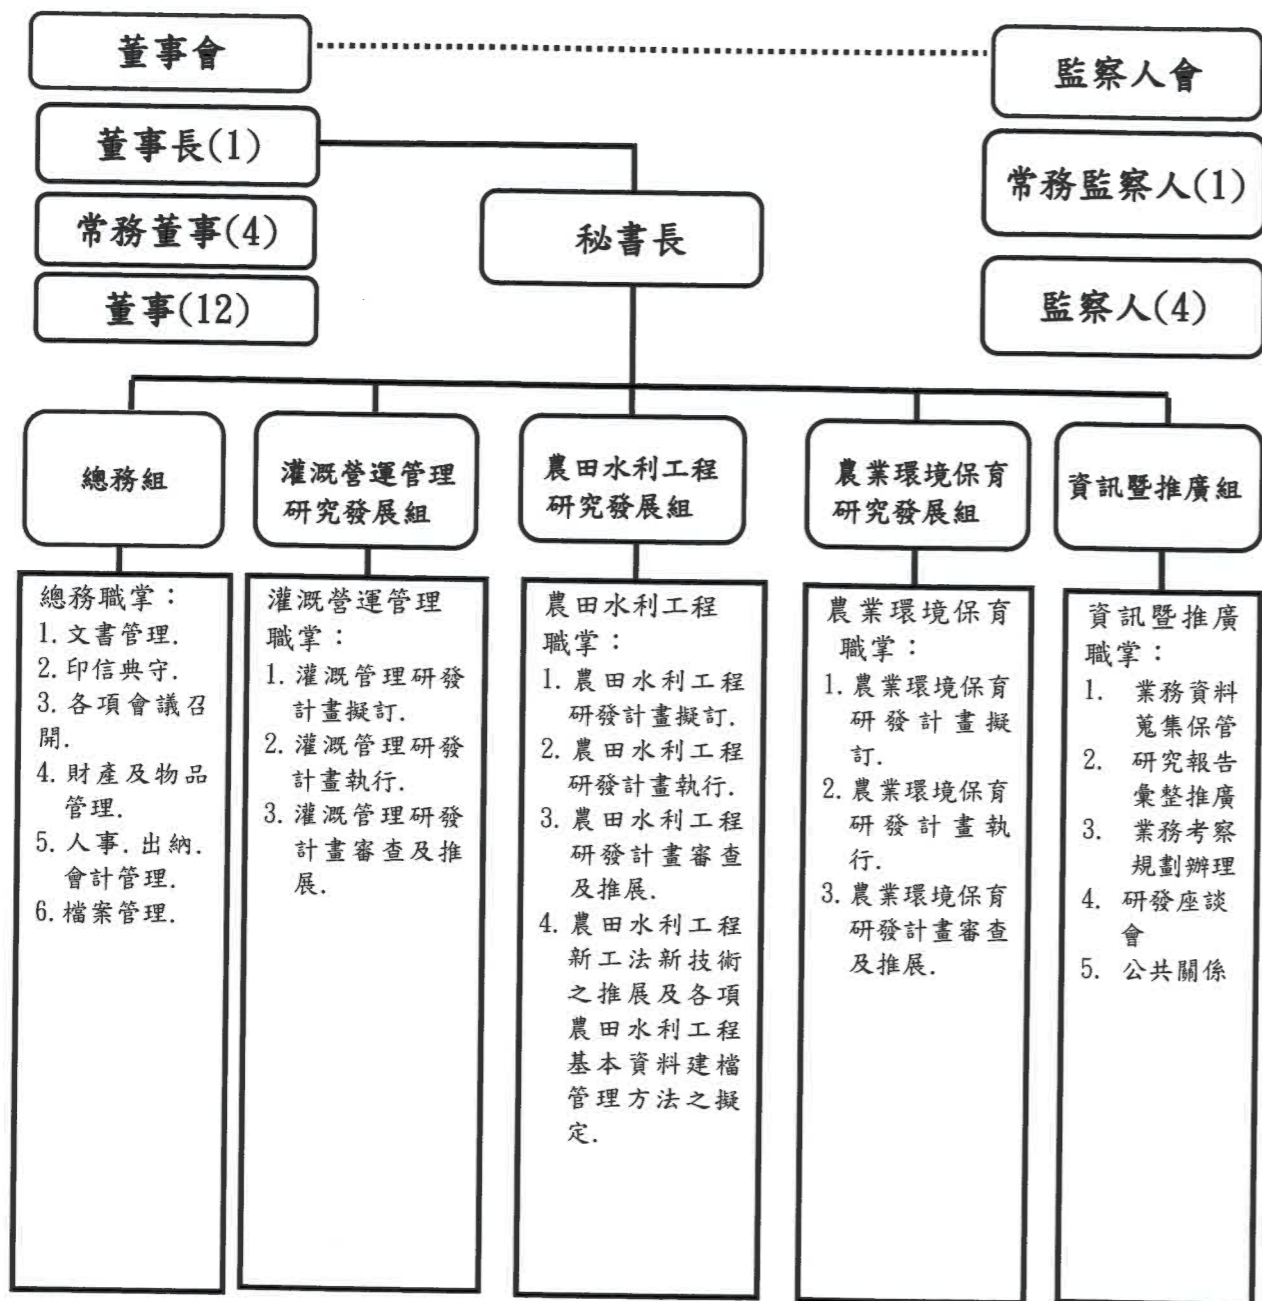 董事會
監察人會
董事長(1)
常務監察人(1)
常務董事(4)
秘書長
董事(12)
監察人(4)
總務組
灌溉營運管理
研究發展組
農田水利工程
研究發展組
農業環境保育
研究發展組
資訊暨推廣組
總務職掌：
1.文書管理.
2.印信典守.
3.各項會議召
開.
4.財產及物品
管理.
5.人事.出納.
會計管理.
6.檔案管理.
灌溉營運管理
職掌：
1.灌溉管理研發
計畫擬訂.
2.灌溉管理研發
計畫執行.
3.灌溉管理研發
計畫審查及推
展.
農田水利工程
職掌：
1.農田水利工程
研發計畫擬訂.
2.農田水利工程
研發計畫執行.
3.農田水利工程
研發計畫審查
及推展.
4.農田水利工程
新工法新技術
之推展及各項
農田水利工程
基本資料建檔
管理方法之擬
定.
農業環境保育
職掌：
1.農業環境保育
研發計畫擬
訂.
2.農業環境保育
研發計畫執
行.
3.農業環境保育
研發計畫審查
及推展.
資訊暨推廣
職掌：
1. 業務資料
蒐集保管
2. 研究報告
彙整推廣
3. 業務考察
規劃辦理
4. 研發座談
會
5. 公共關係